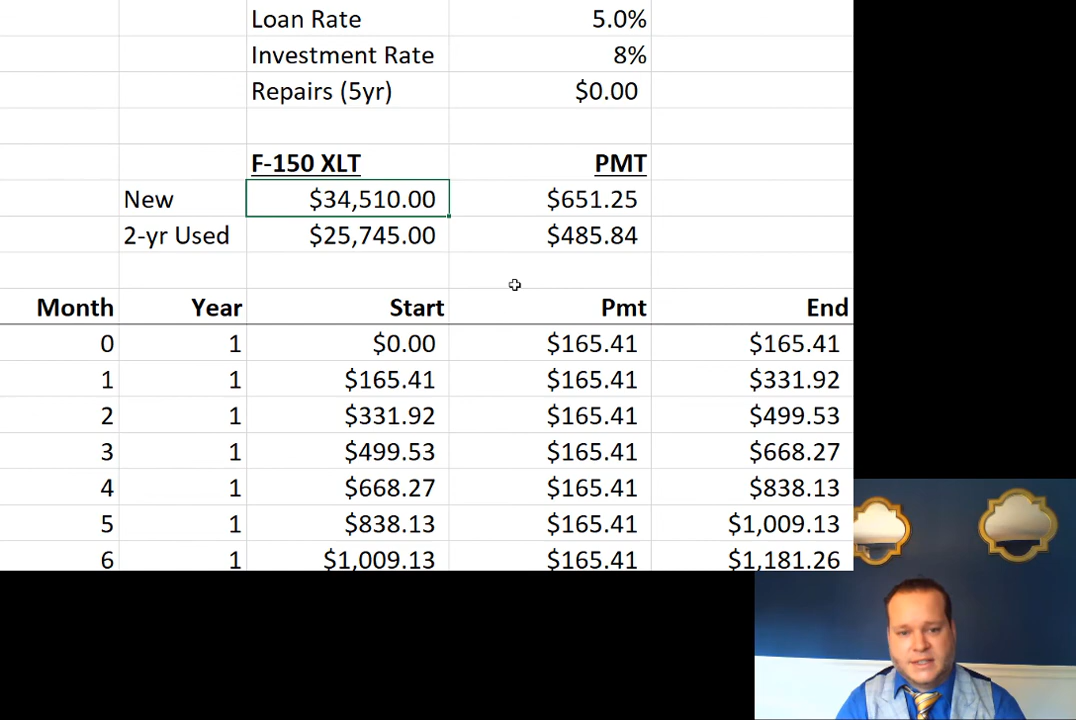 Loan Rate 5.0%
Investment Rate 8%
Repairs (5yr) $0.00
F-150 XLT PMT
New $34,510.00 $651.25
2-yr Used $25,745.00 $485.84
Month Year Start Pmt End
0 1 $0.00 $165.41 $165.41
1 1 $165.41 $165.41 $331.92
2 1 $331.92 $165.41 $499.53
3 1 $499.53 $165.41 $668.27
4 1 $668.27 $165.41 $838.13
5 1 $838.13 $165.41 $1,009.13
6 1 $1,009.13 $165.41 $1,181.26